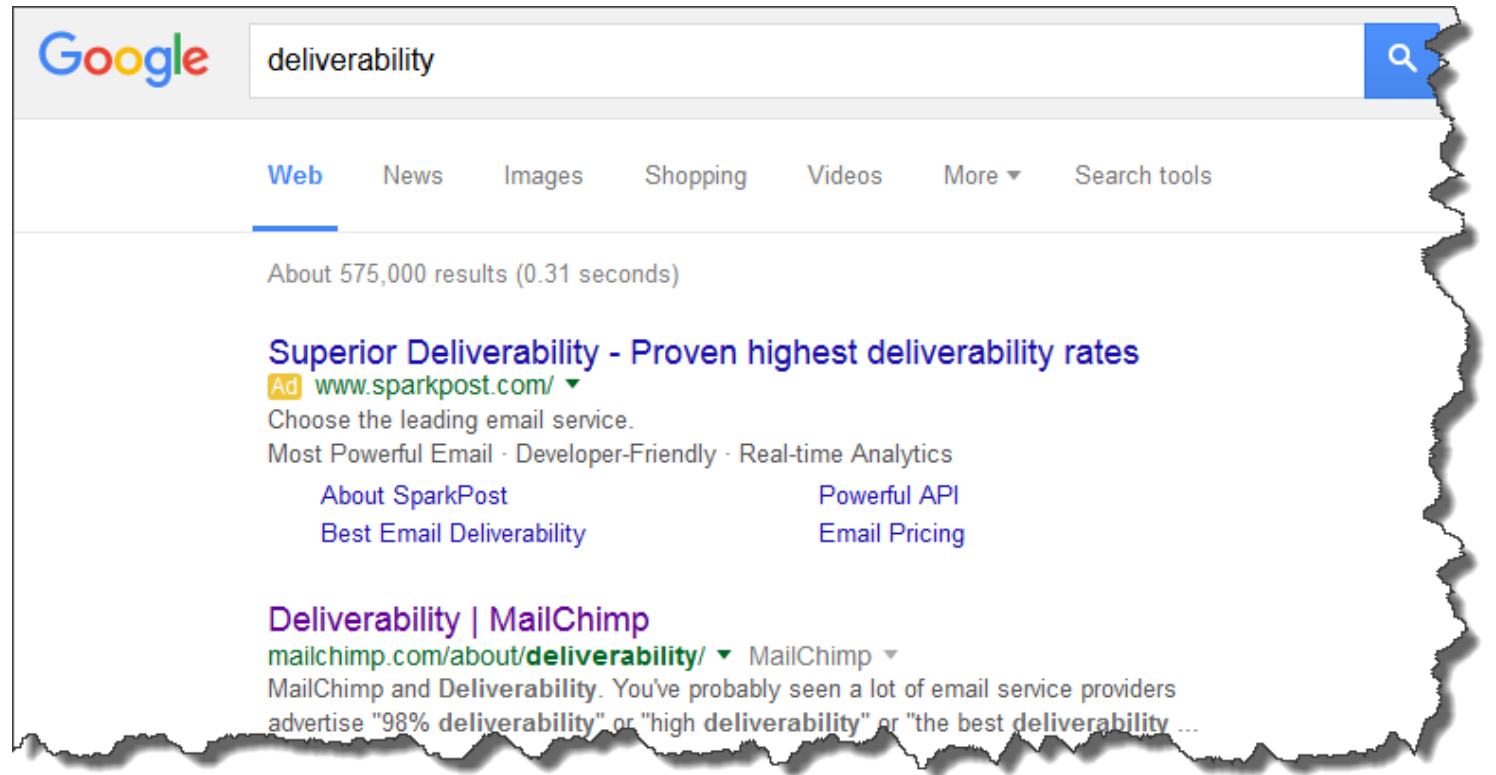 Google deliverability
Web News Images Shopping Videos More ▼ Search tools
About 575,000 results (0.31 seconds)
Superior Deliverability - Proven highest deliverability rates
Ad www.sparkpost.com/ ▼
Choose the leading email service.
Most Powerful Email · Developer-Friendly · Real-time Analytics
About SparkPost Powerful API
Best Email Deliverability Email Pricing
Deliverability | MailChimp
mailchimp.com/about/deliverability/ ▼ MailChimp ▼
MailChimp and Deliverability. You've probably seen a lot of email service providers
advertise "98% deliverability" or "high deliverability" or "the best deliverability ...